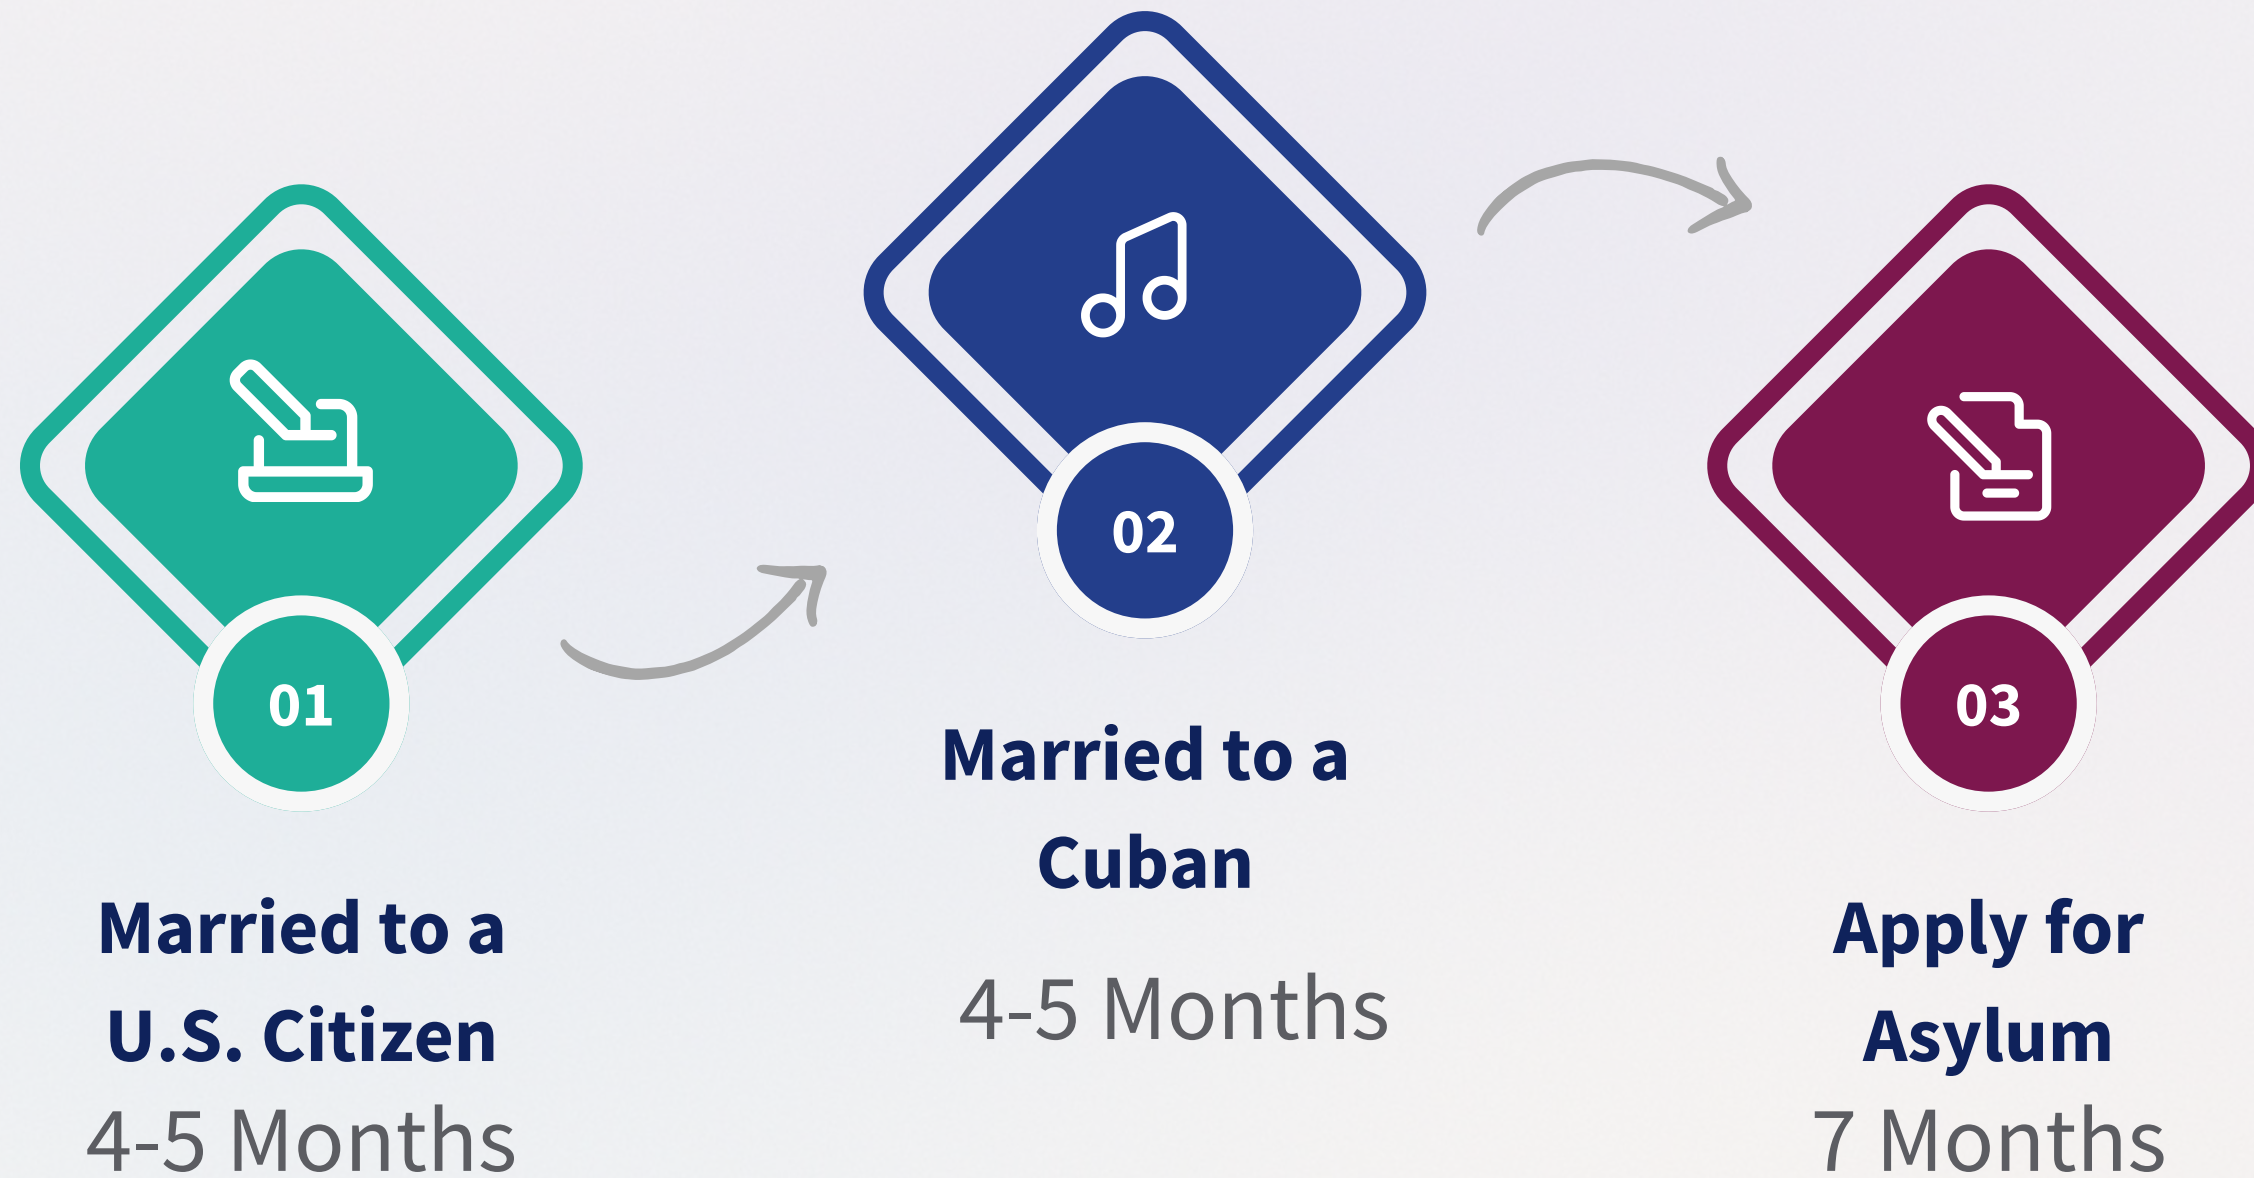 01
Married to a
U.S. Citizen
4-5 Months
02
Married to a
Cuban
4-5 Months
03
Apply for
Asylum
7 Months